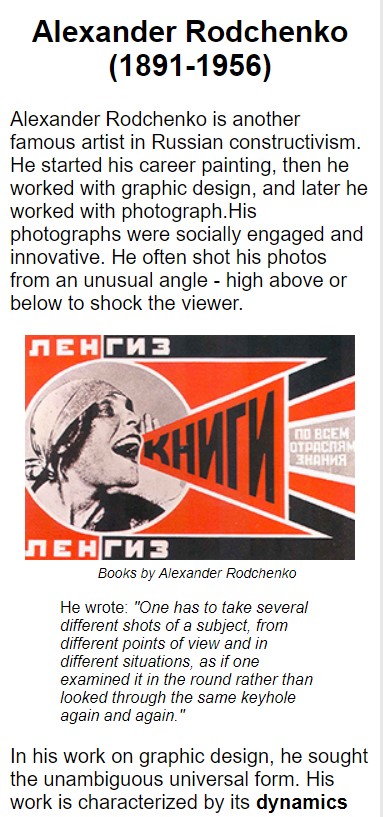 Alexander Rodchenko
(1891-1956)
Alexander Rodchenko is another
famous artist in Russian constructivism.
He started his career painting, then he
worked with graphic design, and later he
worked with photograph.His
photographs were socially engaged and
innovative. He often shot his photos
from an unusual angle - high above or
below to shock the viewer.
ЛЕНГИЗ
КНИГИ
ПО ВСЕМ
ОТРАСЛЯМ
ЗНАНИЯ
ЛЕНГИЗ
Books by Alexander Rodchenko
He wrote: "One has to take several
different shots of a subject, from
different points of view and in
different situations, as if one
examined it in the round rather than
looked through the same keyhole
again and again."
In his work on graphic design, he sought
the unambiguous universal form. His
work is characterized by its dynamics